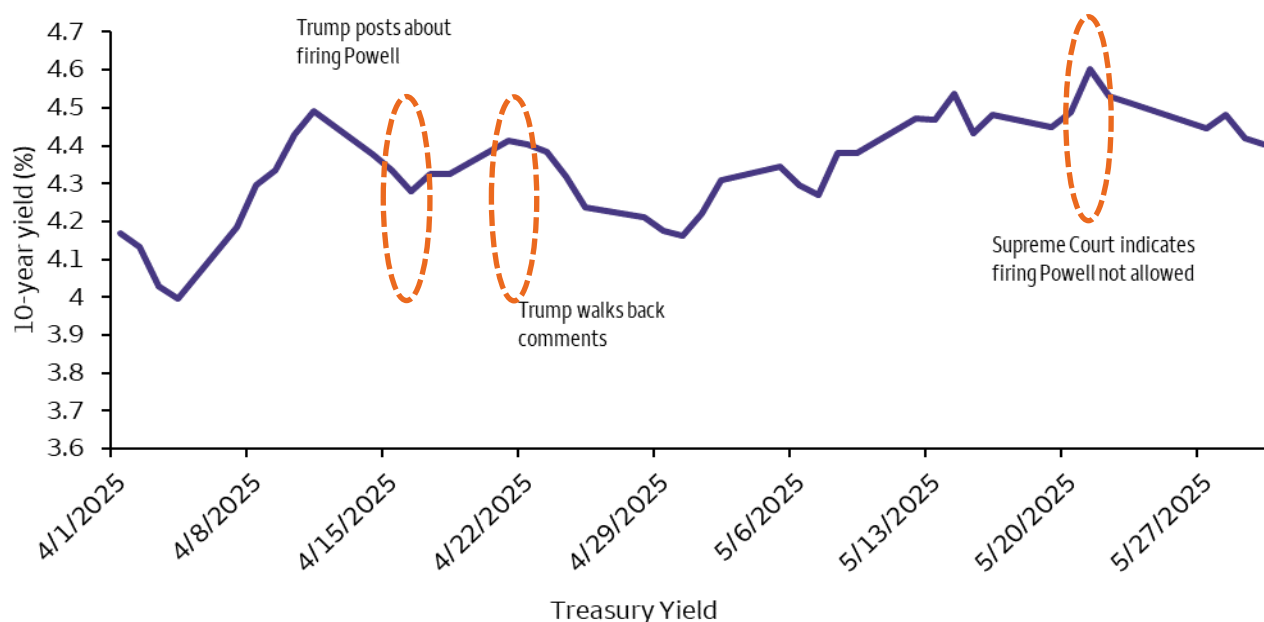 Trump posts about
firing Powell
10-year yield (%)
4.7
4.6
4.5
4.4
4.3
4.2
4.1
4
3.9
3.8
3.7
3.6
Supreme Court indicates
firing Powell not allowed
Trump walks back
comments
4/1/2025
4/8/2025
4/15/2025
4/22/2025
4/29/2025
5/6/2025
5/13/2025
5/20/2025
5/27/2025
Treasury Yield